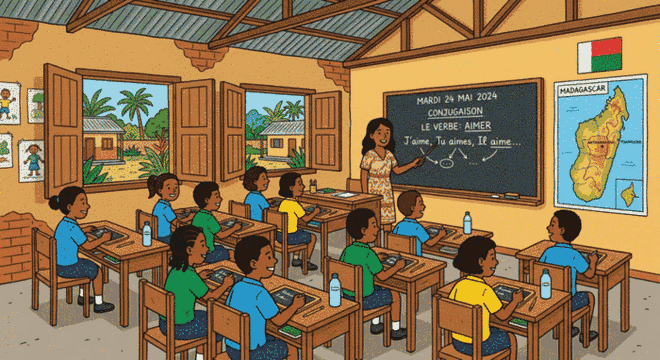 MARDI 24 MAI 2024
CONJUGAISON
LE VERBE: AIMER
J'aime, Tu aimes, Il aime...
...
MADAGASCAR